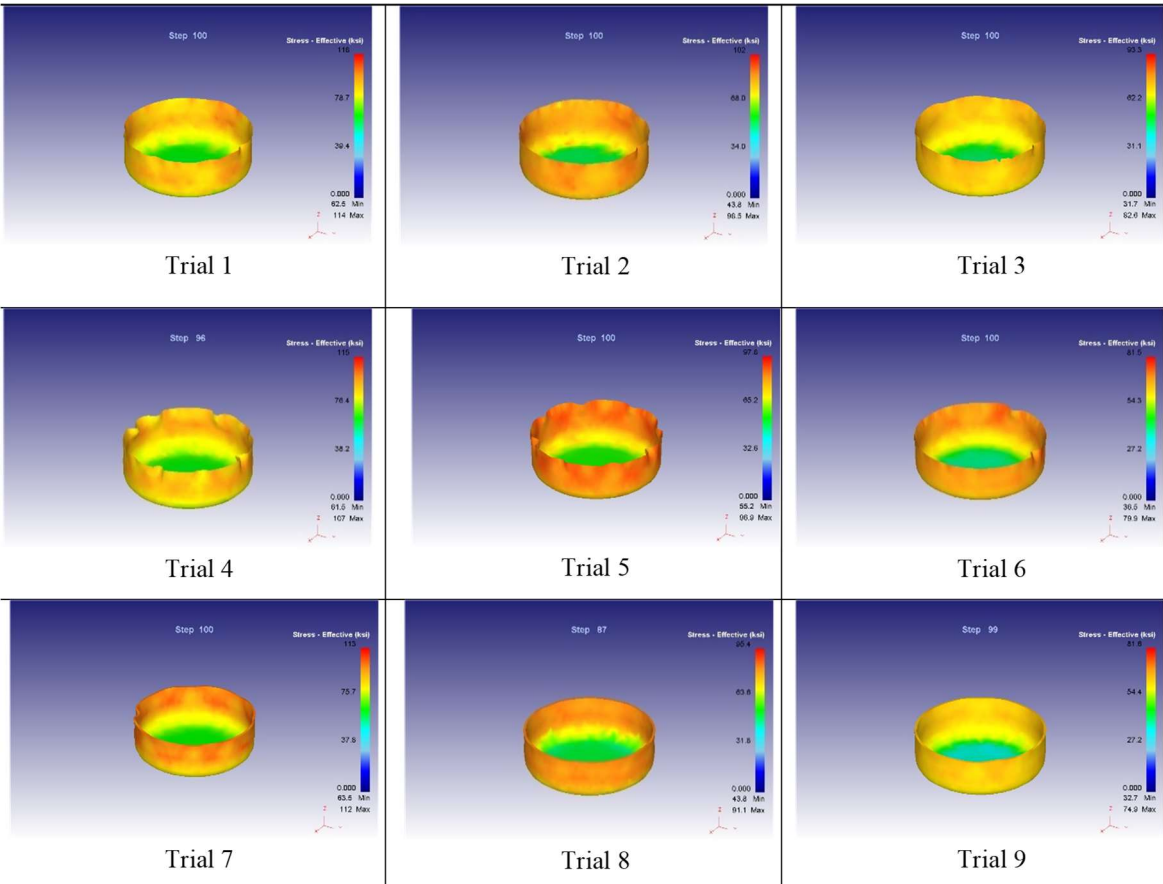 Step 100
Stress - Effective (ksi)
118
78.7
39.4
0.000
62.5 Min
114 Max
Z
Trial 1
Step 100
Stress - Effective (ksi)
102
68.0
34.0
0.000
43.8 Min
96.5 Max
Z
Trial 2
Step 100
Stress - Effective (ksi)
93.3
62.2
31.1
0.000
31.7 Min
82.6 Max
Z
Trial 3
Step 96
Stress - Effective (ksi)
115
76.4
38.2
0.000
61.5 Min
107 Max
Z
Trial 4
Step 100
Stress - Effective (ksi)
97.8
65.2
32.6
0.000
55.2 Min
96.9 Max
Z
Trial 5
Step 100
Stress - Effective (ksi)
81.5
54.3
27.2
0.000
36.5 Min
79.9 Max
Z
Trial 6
Step 100
Stress - Effective (ksi)
113
75.7
37.8
0.000
63.5 Min
112 Max
Z
Trial 7
Step 87
Stress - Effective (ksi)
95.4
63.6
31.8
0.000
43.8 Min
91.1 Max
Z
Trial 8
Step 99
Stress - Effective (ksi)
81.6
54.4
27.2
0.000
32.7 Min
74.9 Max
Z
Trial 9